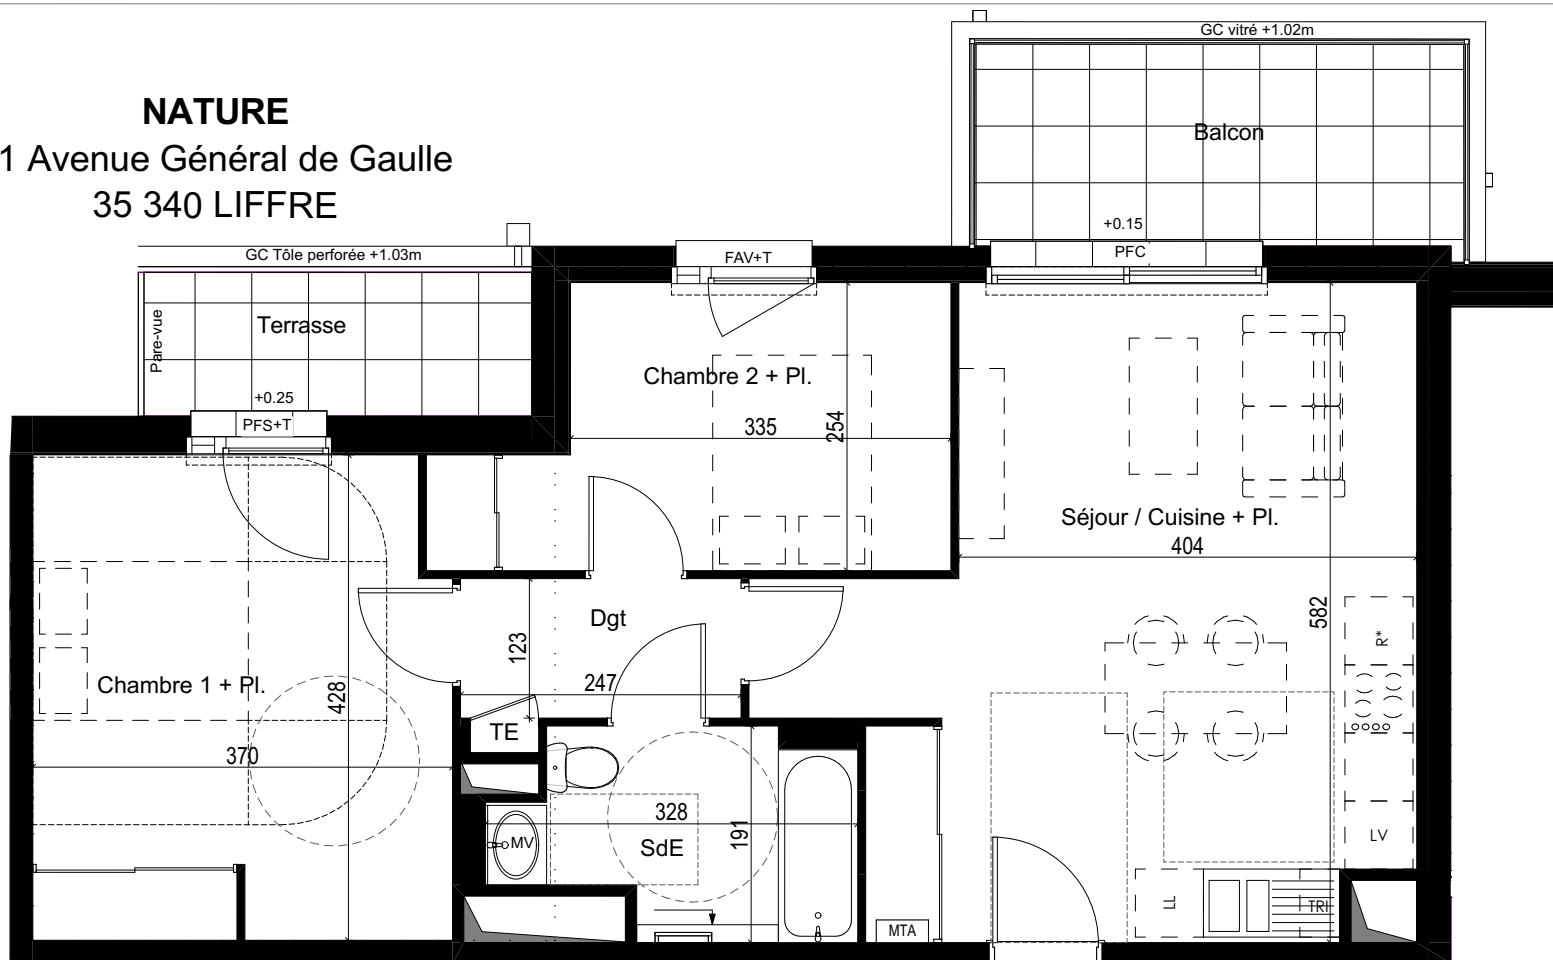 GC vitré +1.02m
NATURE
1 Avenue Général de Gaulle
35 340 LIFFRE
Balcon
+0.15
PFC
GC Tôle perforée +1.03m
FAV+T
Pare-vue
Terrasse
+0.25
PFS+T
Chambre 2 + Pl.
335
254
Séjour / Cuisine + Pl.
404
582
Dgt
123
247
Chambre 1 + Pl.
428
370
TE
R*
328
191
MV
SdE
LV
LL
TRI
MTA